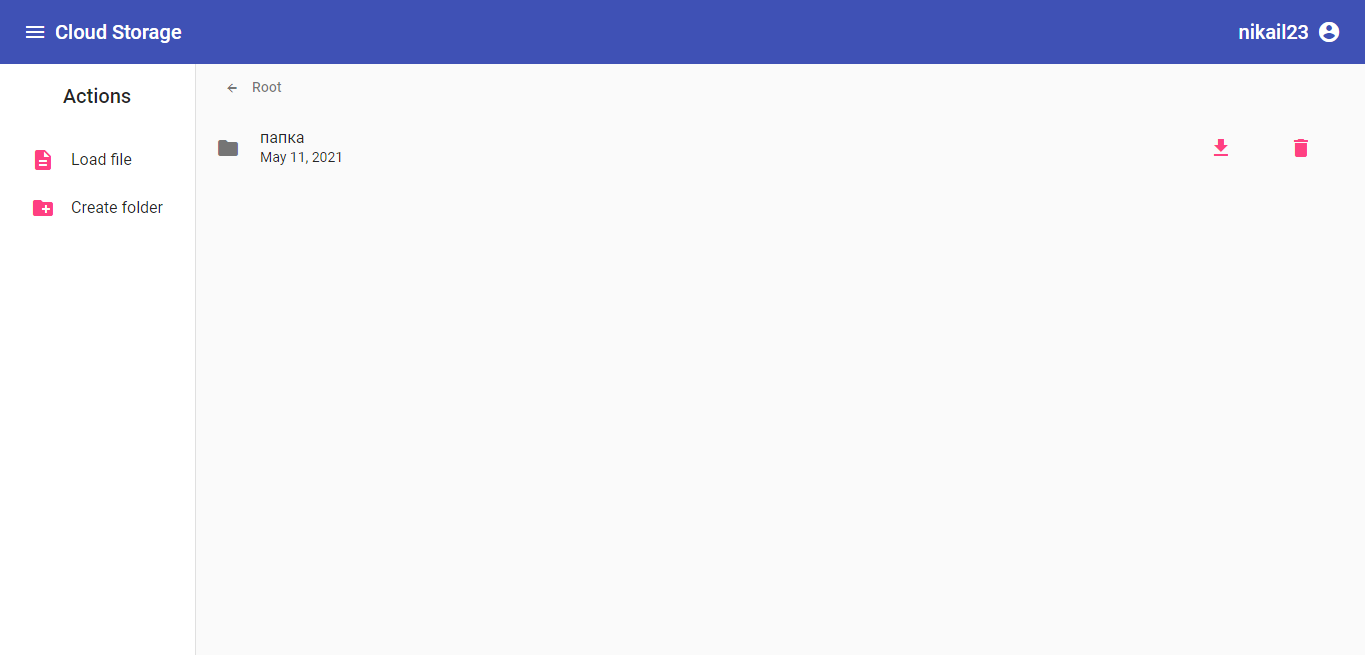 Cloud Storage
nikail23
Actions
Root
Load file
Create folder
папка
May 11, 2021